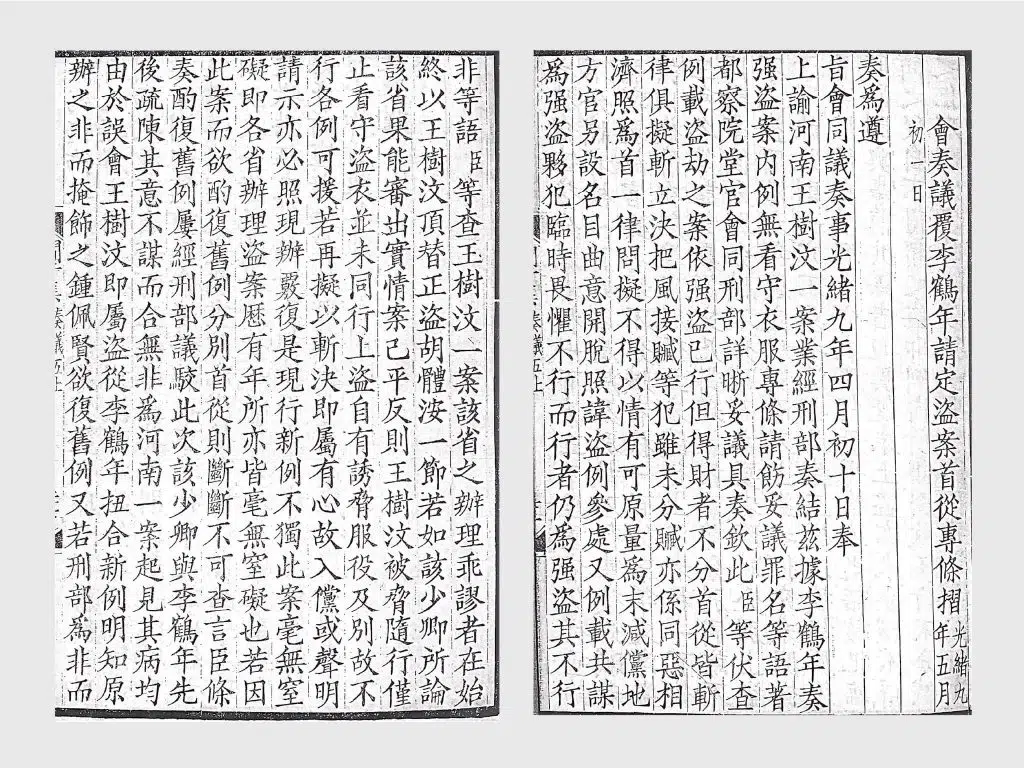 會奏議覆李鶴年請定盜案首從專條摺 光緒九年五月
初一日
奏為遵
旨會同議奏事光緒九年四月初十日奉
上諭河南王樹汶一案業經刑部奏結茲據李鶴年奏
强盜案內例無看守衣服專條請飭妥議罪名等語著
都察院堂官會同刑部詳晰妥議具奏欽此臣等伏查
例載盜劫之案依强盜已行但得財者不分首從皆斬
律俱擬斬立決把風接贓等犯雖未分贓亦係同惡相
濟照為首一律問擬不得以情有可原量為末減儻地
方官另設名目曲意開脫照諱盜例參處又例載共謀
為强盜夥犯臨時畏懼不行而行者仍為强盜其不行
非等語臣等查王樹汶一案該省之辦理乖謬者在始
終以王樹汶頂替正盜胡體洝一節若如該少卿所論
該省果能審出實情案已平反則王樹汶被脅隨行僅
止看守盜衣並未同行上盜自有誘脅服役及別故不
行各例可援若再擬以斬決即屬有心故入儻或聲明
請示亦必照現辦覈復是現行新例不獨此案毫無窒
礙即各省辦理盜案歷有年所亦皆毫無窒礙也若因
此案而欲酌復舊例分別首從則斷斷不可查言臣條
奏酌復舊例屢經刑部議駁此次該少卿與李鶴年先
後疏陳其意不謀而合無非為河南一案起見其病均
由於誤會王樹汶即屬盜從李鶴年扭合新例明知原
辦之非而掩飾之鍾佩賢欲復舊例又若刑部為非而